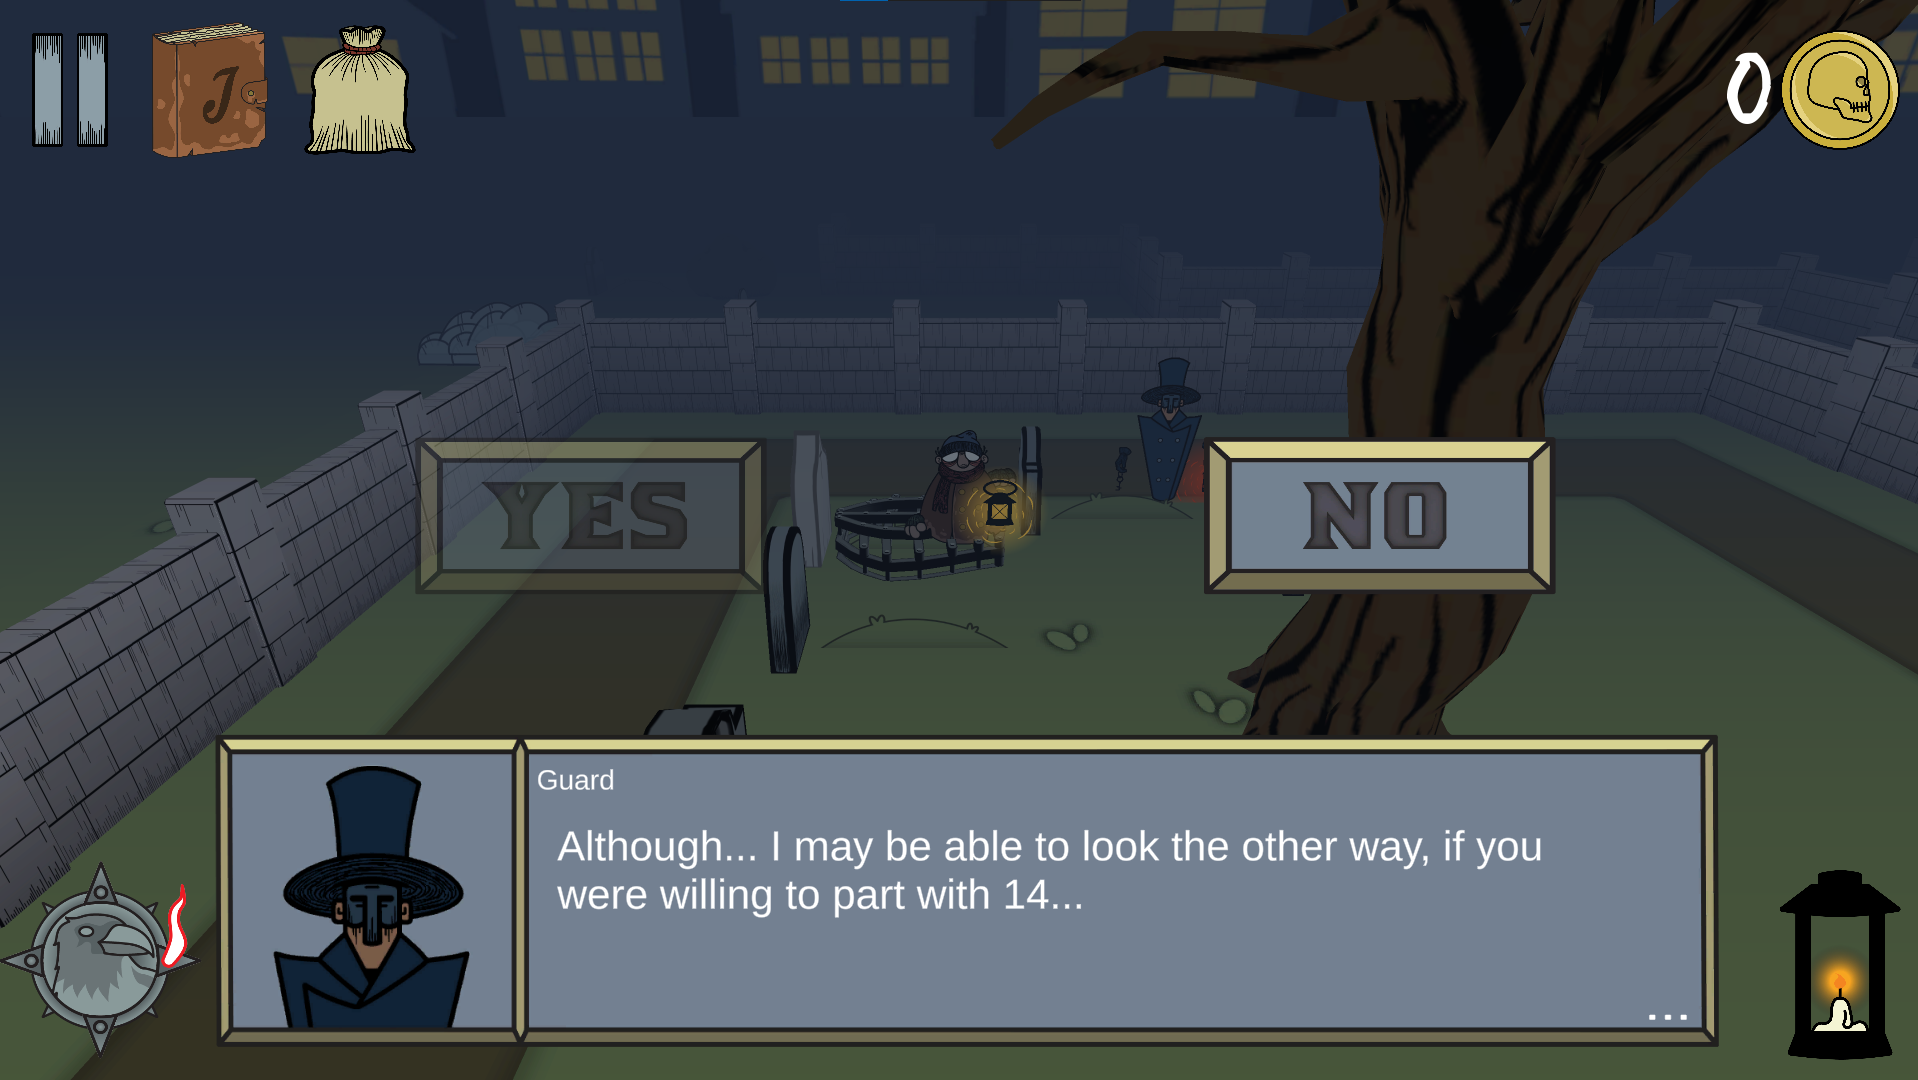 J
0
YES
NO
Guard
Although... I may be able to look the other way, if you
were willing to part with 14...
...